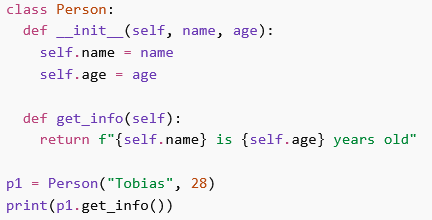 class Person:
  def __init__(self, name, age):
    self.name = name
    self.age = age

  def get_info(self):
    return f"{self.name} is {self.age} years old"

p1 = Person("Tobias", 28)
print(p1.get_info())